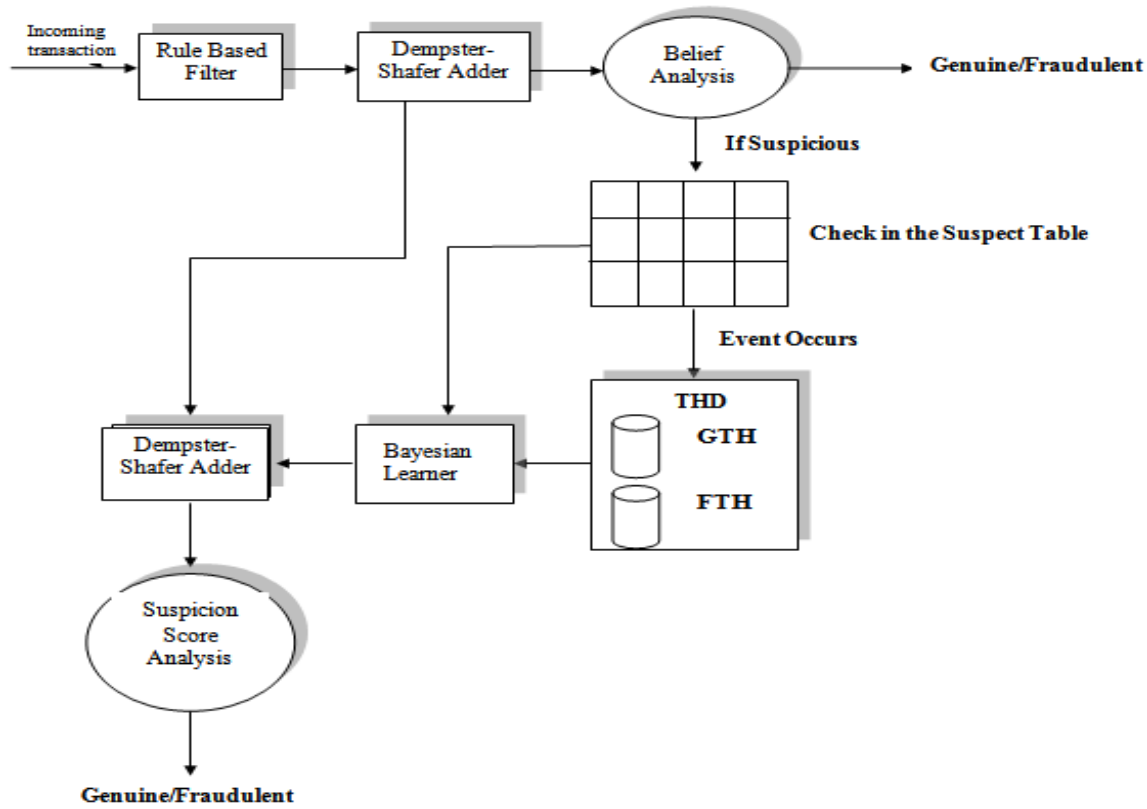 Incoming
transaction
Rule Based
Filter
Dempster-
Shafer Adder
Belief
Analysis
Genuine/Fraudulent
If Suspicious
Check in the Suspect Table
Event Occurs
THD
GTH
FTH
Bayesian
Learner
Dempster-
Shafer Adder
Suspicion
Score
Analysis
Genuine/Fraudulent